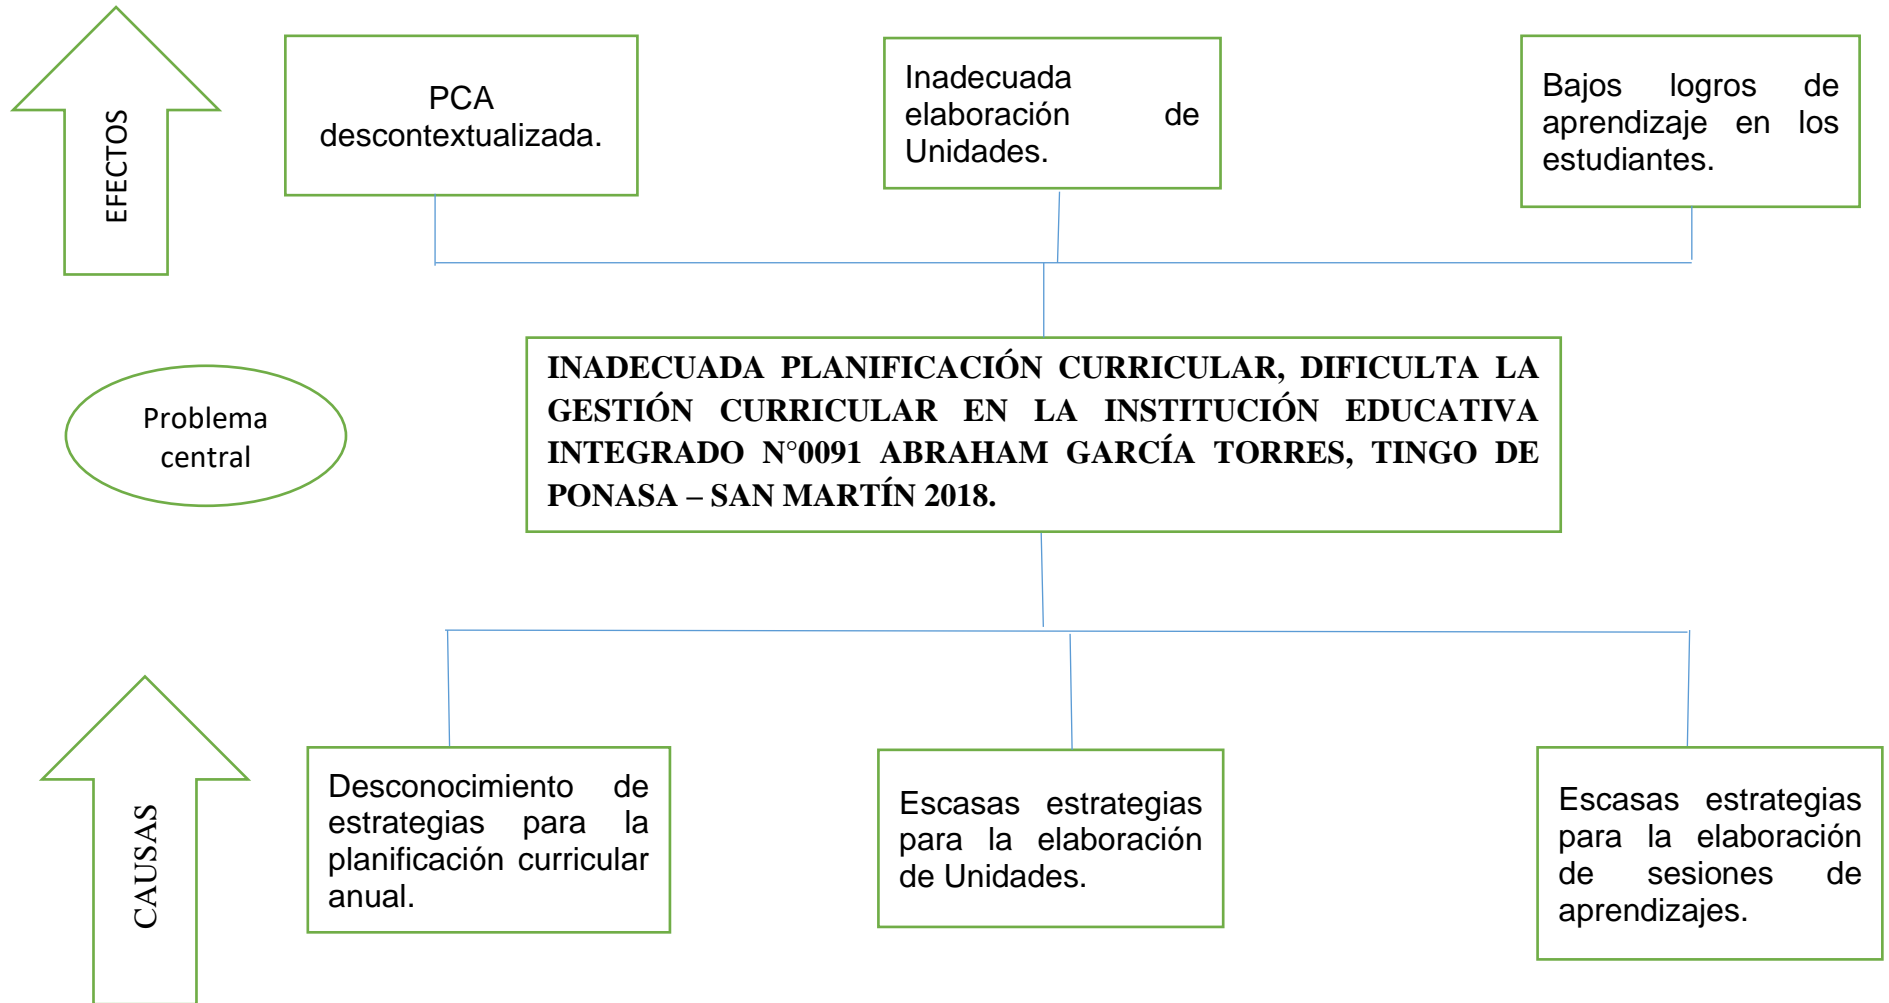 EFECTOS
PCA
descontextualizada.
Inadecuada
elaboración de
Unidades.
Bajos logros de
aprendizaje en los
estudiantes.
Problema
central
INADECUADA PLANIFICACIÓN CURRICULAR, DIFICULTA LA
GESTIÓN CURRICULAR EN LA INSTITUCIÓN EDUCATIVA
INTEGRADO N°0091 ABRAHAM GARCÍA TORRES, TINGO DE
PONASA – SAN MARTÍN 2018.
CAUSAS
Desconocimiento de
estrategias para la
planificación curricular
anual.
Escasas estrategias
para la elaboración
de Unidades.
Escasas estrategias
para la elaboración
de sesiones de
aprendizajes.